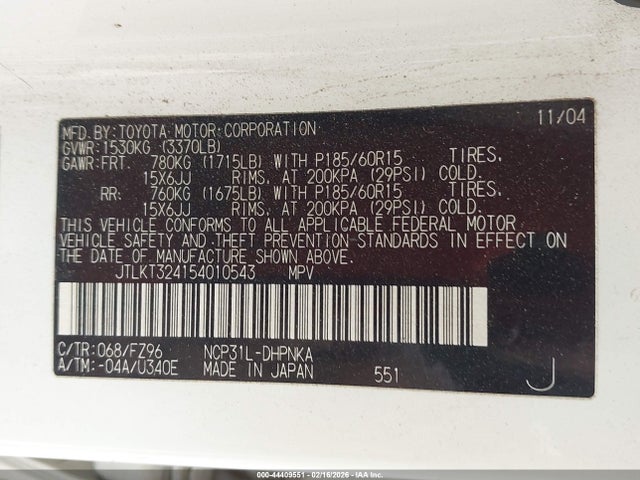 11/04
MFD.BY:TOYOTA MOTOR CORPORATION
GVWR:1530KG (3370LB)
GAWR:FRT. 780KG (1715LB) WITH P185/60R15 TIRES,
15X6JJ RIMS, AT 200KPA (29PSI) COLD.
RR: 760KG (1675LB) WITH P185/60R15 TIRES,
15X6JJ RIMS, AT 200KPA (29PSI) COLD.
THIS VEHICLE CONFORMS TO ALL APPLICABLE FEDERAL MOTOR
VEHICLE SAFETY AND THEFT PREVENTION STANDARDS IN EFFECT ON
THE DATE OF MANUFACTURE SHOWN ABOVE.
JTLKT324154010543 MPV
C/TR:068/FZ96 NCP31L-DHPNKA
A/TM:-04A/U340E MADE IN JAPAN 551 J
000-44409551 - 02/16/2026 - IAA Inc.